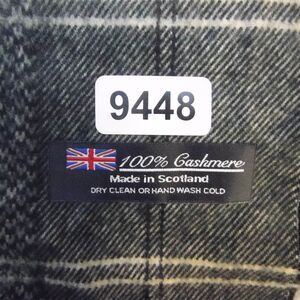 9448
100% Cashmere
Made in Scotland
DRY CLEAN OR HAND WASH COLD